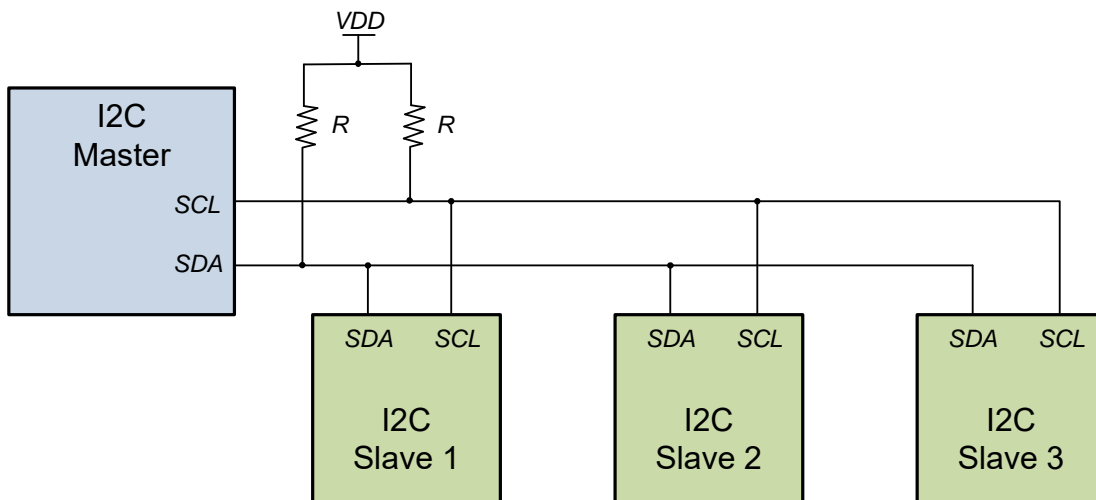 VDD
I2C
Master
R
R
SCL
SDA
SDA
SCL
SDA
SCL
SDA
SCL
I2C
Slave 1
I2C
Slave 2
I2C
Slave 3